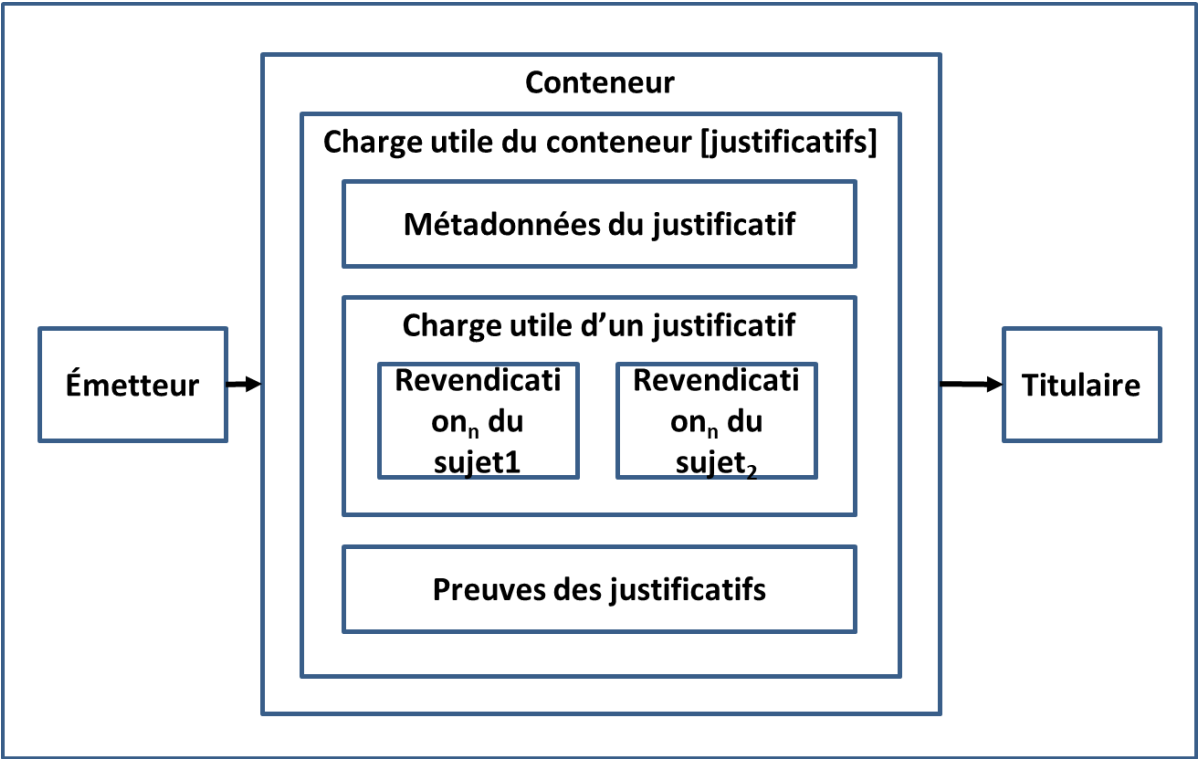 Conteneur
Charge utile du conteneur [justificatifs]
Métadonnées du justificatif
Charge utile d’un justificatif
Émetteur
Revendicati
onₙ du
sujet1
Revendicati
onₙ du
sujet₂
Titulaire
Preuves des justificatifs